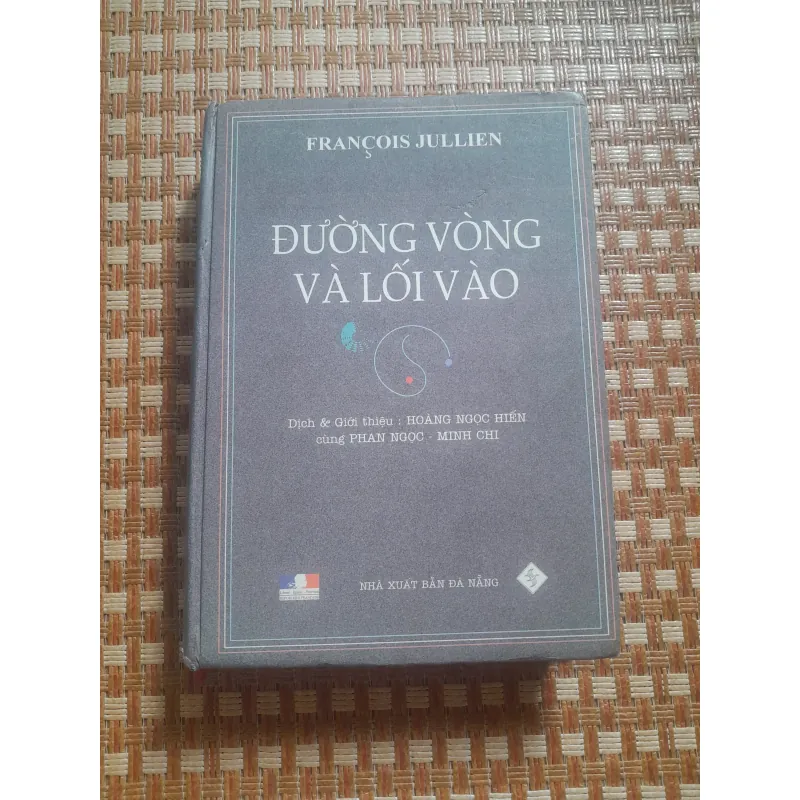 FRANÇOIS JULLIEN
ĐƯỜNG VÒNG
VÀ LỐI VÀO
Dịch & Giới thiệu : HOÀNG NGỌC HIẾN
cùng PHAN NGỌC - MINH CHI
NHÀ XUẤT BẢN ĐÀ NẴNG